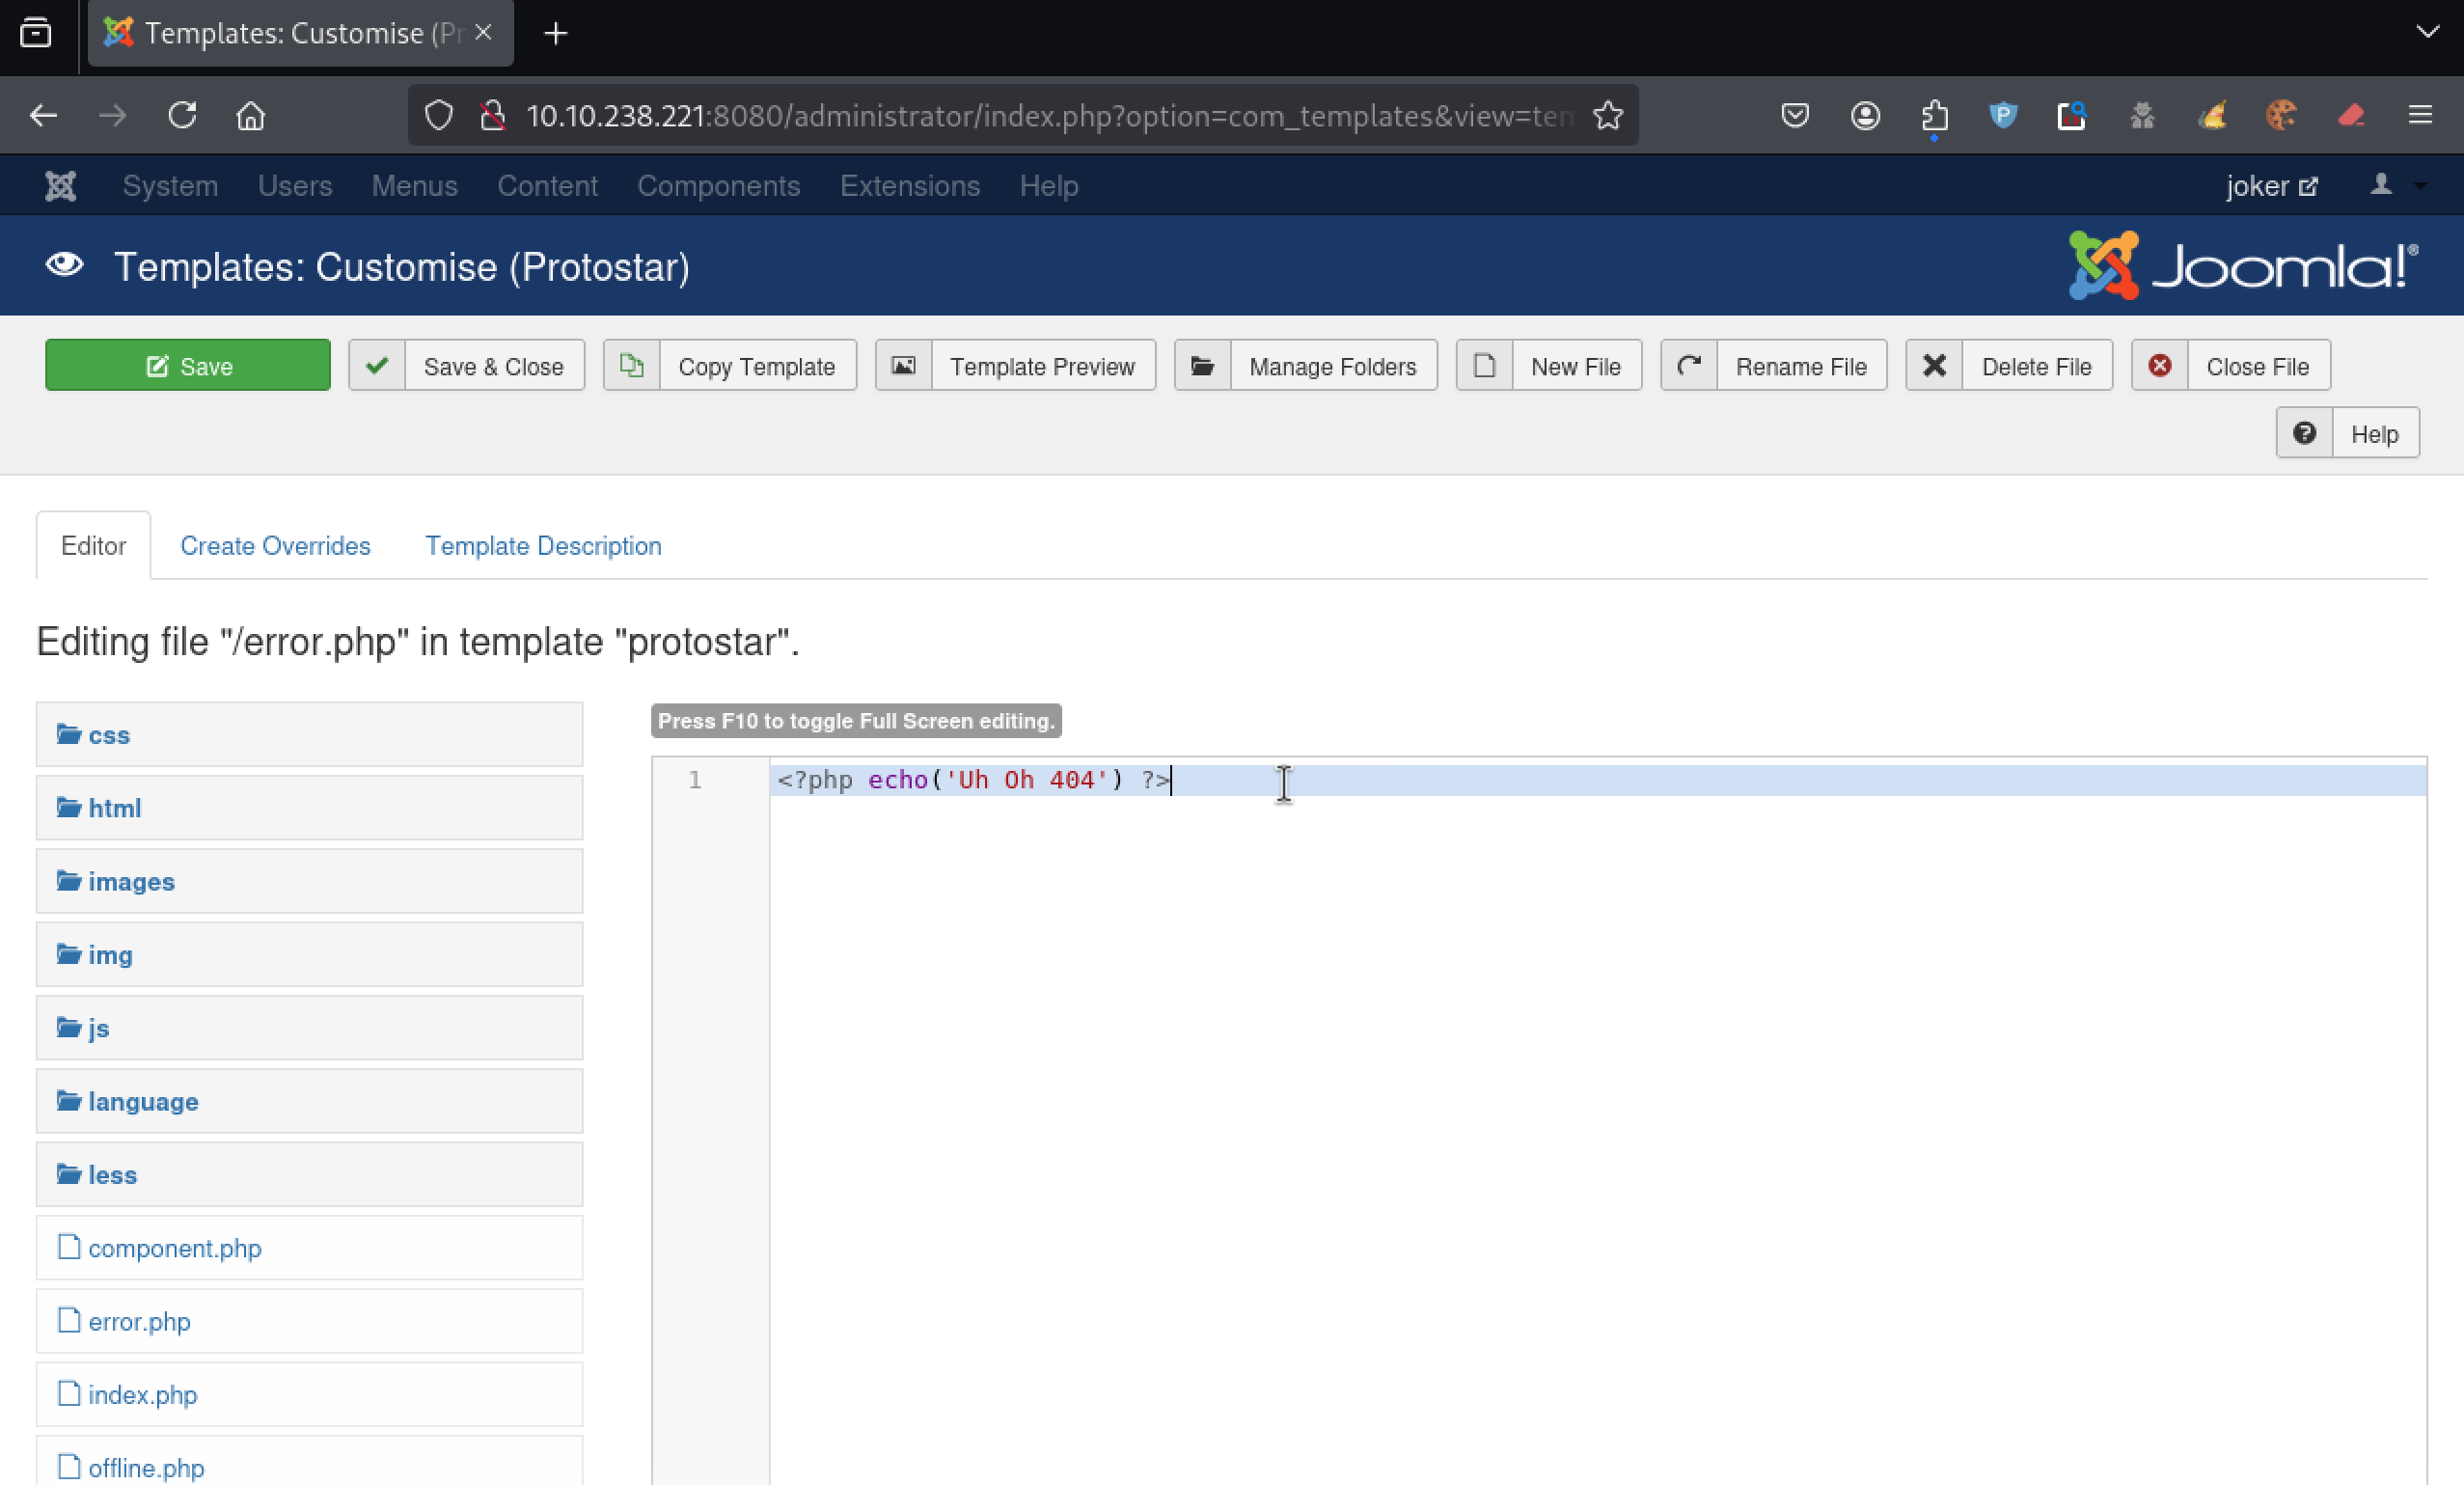 Templates: Customise (Pr
10.10.238.221:8080/administrator/index.php?option=com_templates&view=tem
System Users Menus Content Components Extensions Help joker
Templates: Customise (Protostar) Joomla!®
Save Save & Close Copy Template Template Preview Manage Folders New File Rename File Delete File Close File
Help
Editor Create Overrides Template Description
Editing file "/error.php" in template "protostar".
css
html
images
img
js
language
less
component.php
error.php
index.php
offline.php
Press F10 to toggle Full Screen editing.
1 <?php echo('Uh Oh 404') ?>